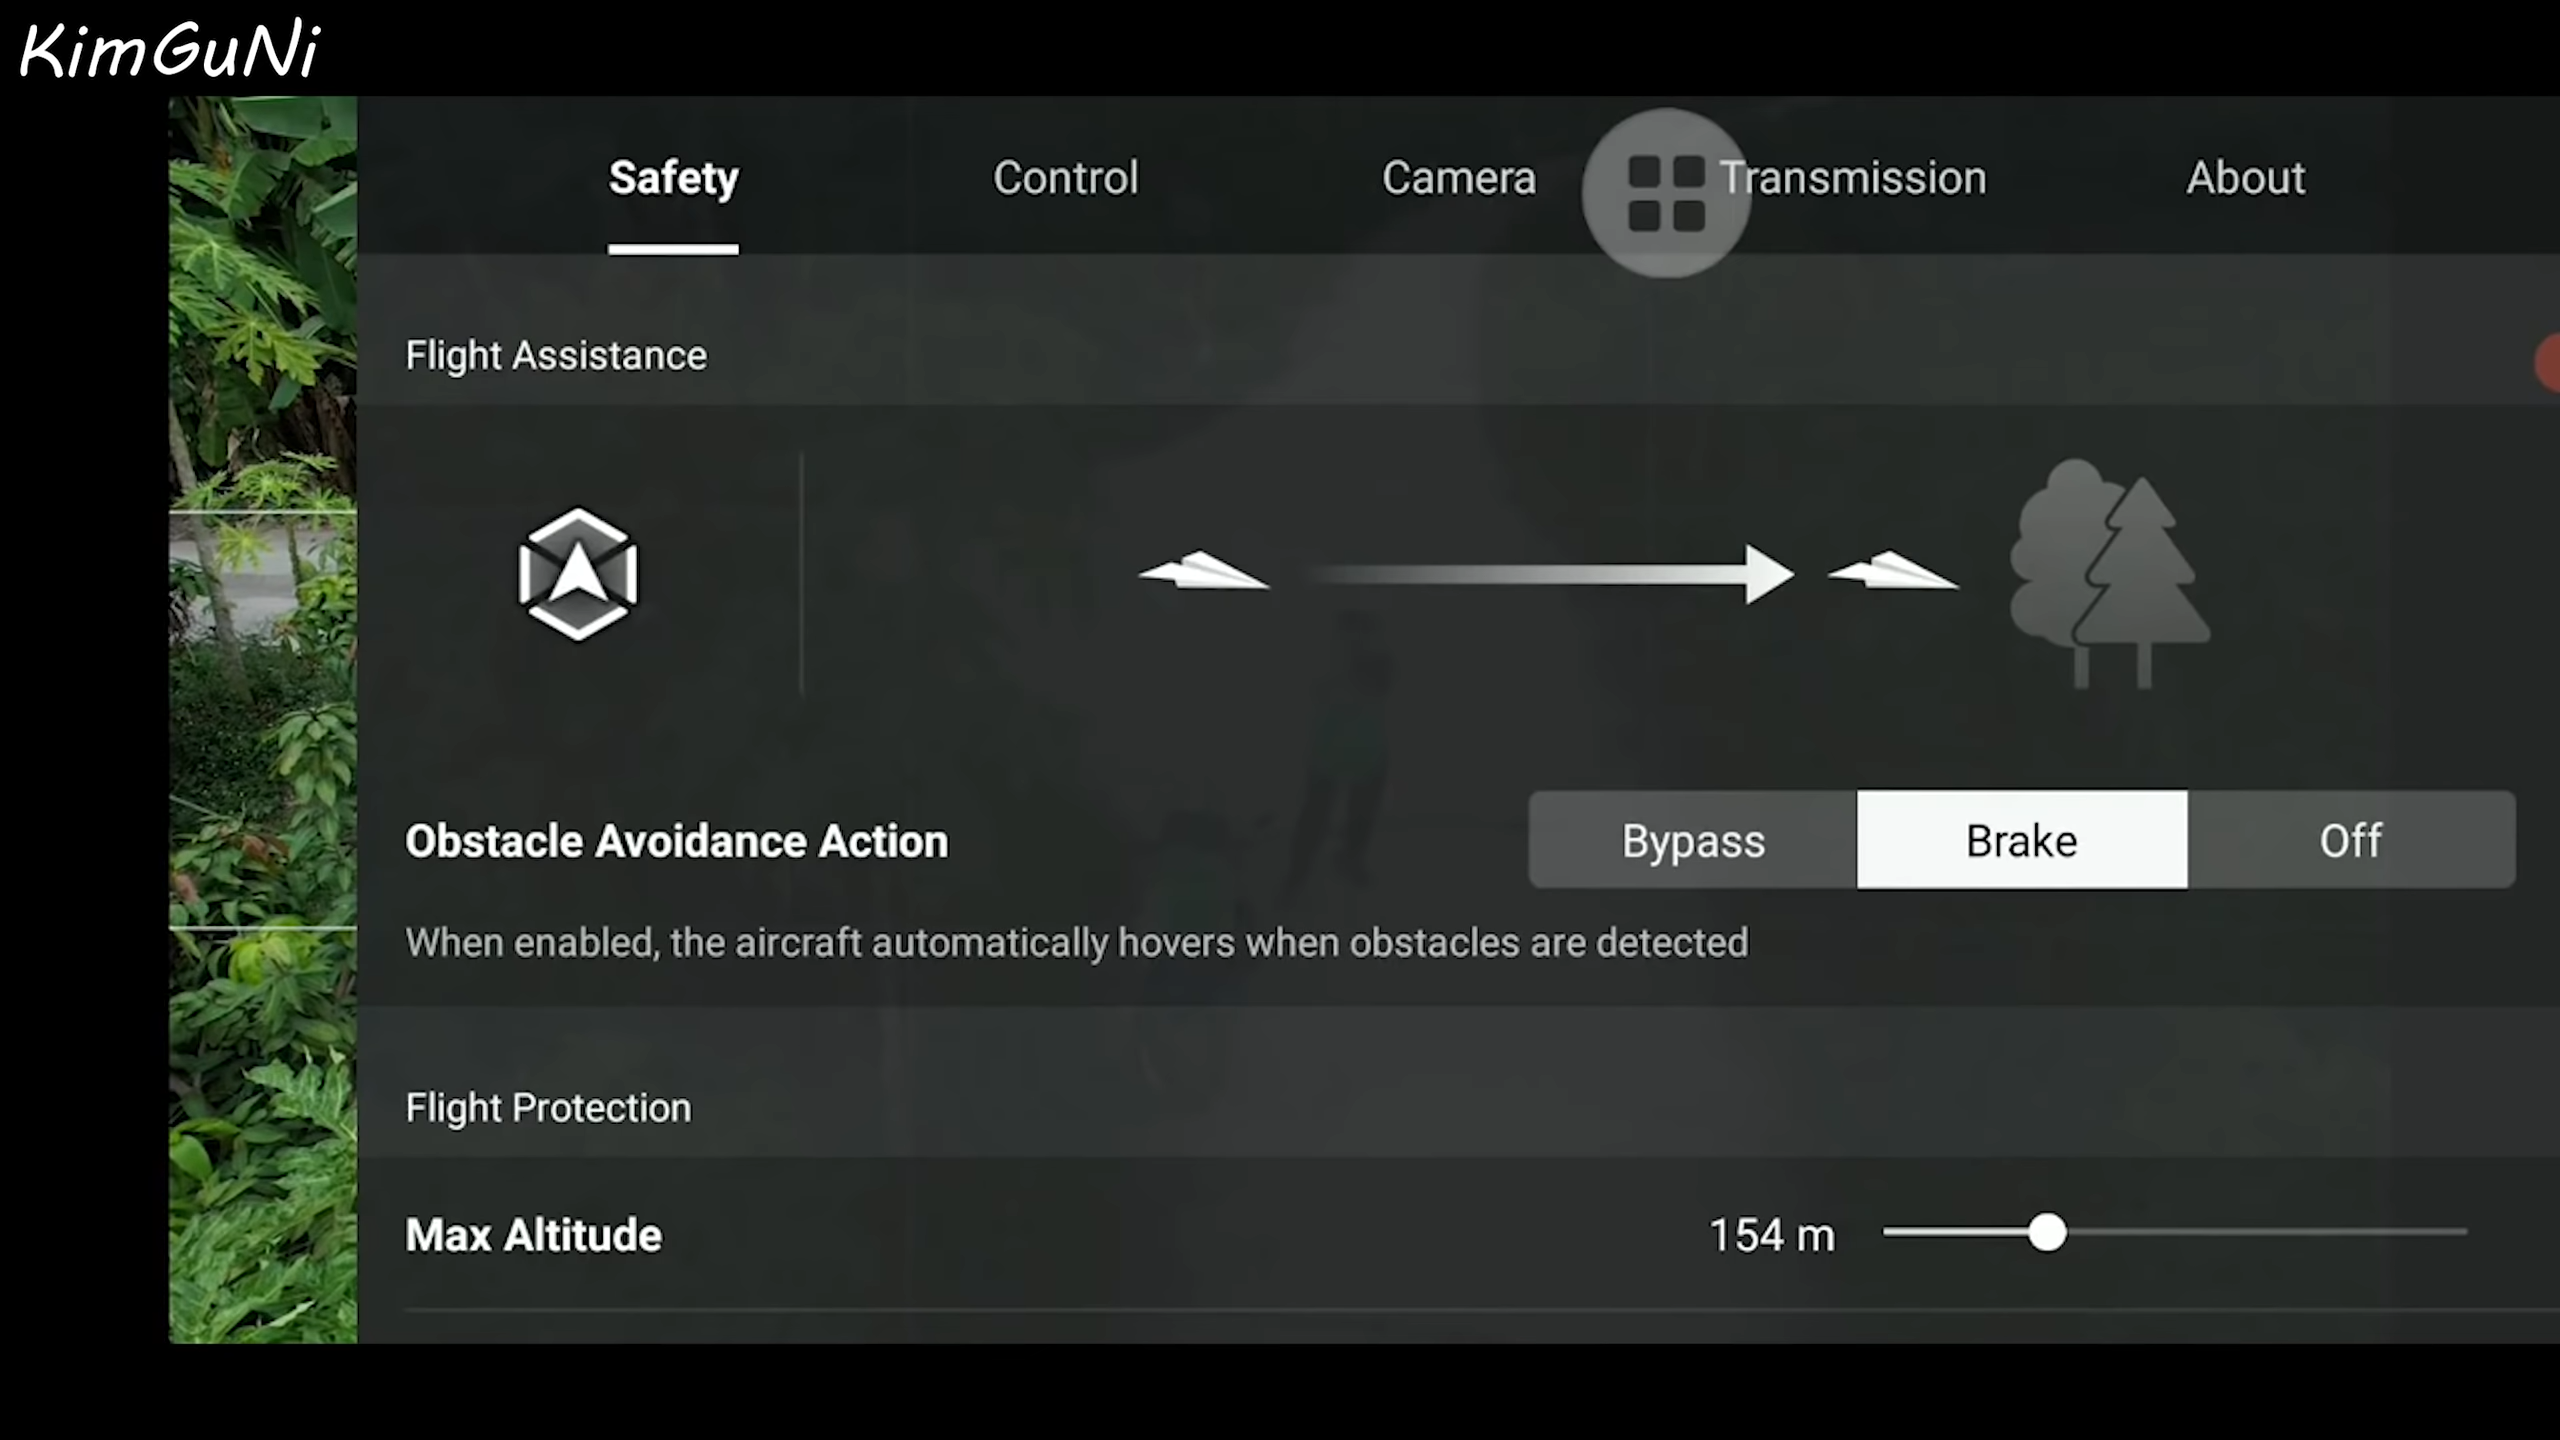 KimGuNi
Safety Control Camera Transmission About
Flight Assistance
Obstacle Avoidance Action Bypass Brake Off
When enabled, the aircraft automatically hovers when obstacles are detected
Flight Protection
Max Altitude 154 m